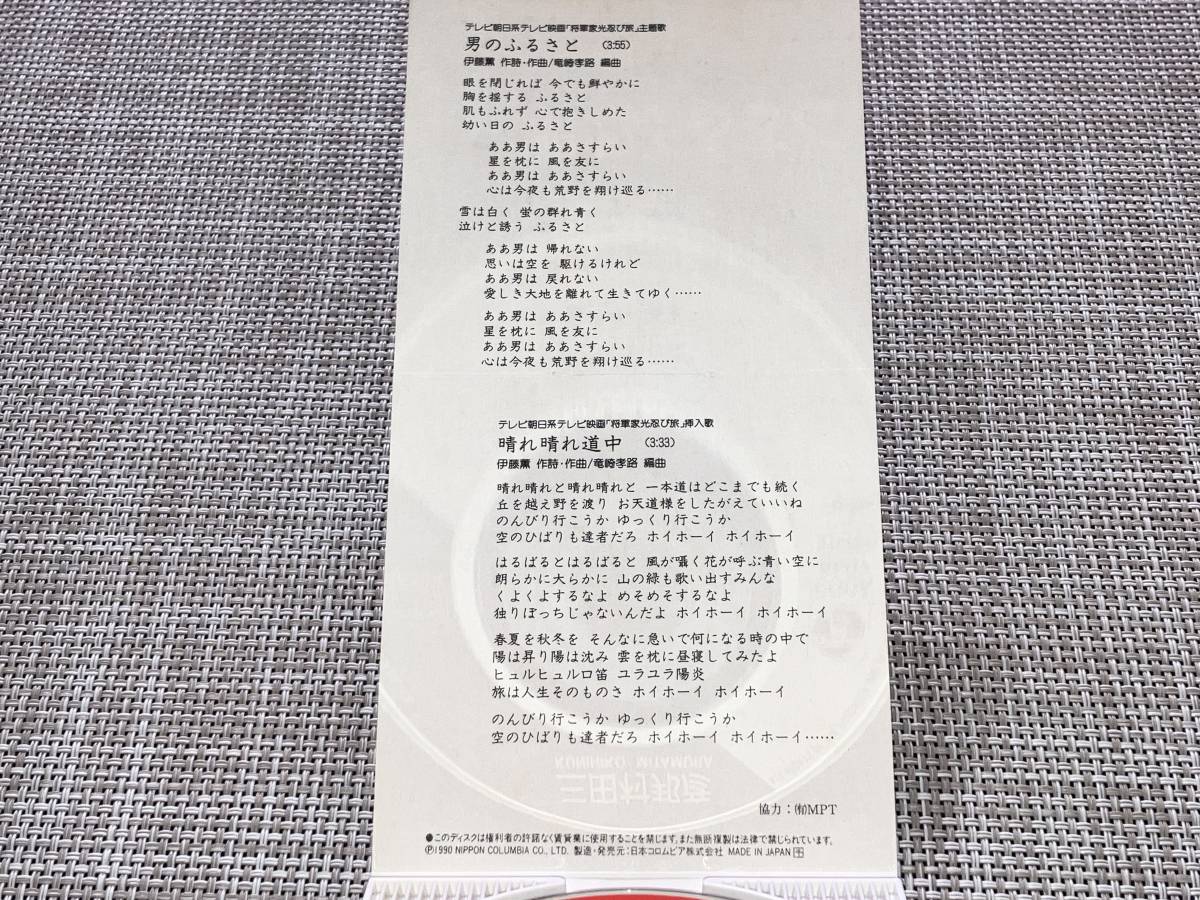 テレビ朝日系テレビ映画「将軍家光忍び旅」主題歌
男のふるさと (3:55)
伊藤薫 作詩・作曲/竜崎孝路 編曲
眼を閉じれば 今でも鮮やかに
胸を揺する ふるさと
肌もふれず 心で抱きしめた
幼い日の ふるさと
ああ男は ああさすらい
星を枕に 風を友に
ああ男は ああさすらい
心は今夜も荒野を翔け巡る……
雪は白く 蛍の群れ青く
泣けと誘う ふるさと
ああ男は 帰れない
思いは空を 駆けるけれど
ああ男は 戻れない
愛しき大地を離れて生きてゆく……
ああ男は ああさすらい
星を枕に 風を友に
ああ男は ああさすらい
心は今夜も荒野を翔け巡る……
テレビ朝日系テレビ映画「将軍家光忍び旅」挿入歌
晴れ晴れ道中 (3:33)
伊藤薫 作詩・作曲/竜崎孝路 編曲
晴れ晴れと晴れ晴れと 一本道はどこまでも続く
丘を越え野を渡り お天道様をしたがえていいね
のんびり行こうか ゆっくり行こうか
空のひばりも達者だろ ホイホーイ ホイホーイ
はるばるとはるばると 風が囁く花が呼ぶ青い空に
朗らかに大らかに 山の緑も歌い出すみんな
くよくよするなよ めそめそするなよ
独りぼっちじゃないんだよ ホイホーイ ホイホーイ
春夏を秋冬を そんなに急いで何になる時の中で
陽は昇り陽は沈み 雲を枕に昼寝してみたよ
ヒュルヒュル口笛 ユラユラ陽炎
旅は人生そのものさ ホイホーイ ホイホーイ
のんびり行こうか ゆっくり行こうか
空のひばりも達者だろ ホイホーイ ホイホーイ……
KUNIHIKO MITAMURA
三田村邦彦
協力：㈲MPT
●このディスクは権利者の許諾なく賃貸業に使用することを禁じます。また無断複製は法律で禁じられています。
Ⓟ1990 NIPPON COLUMBIA CO., LTD. 製造・発売元：日本コロムビア株式会社 MADE IN JAPAN